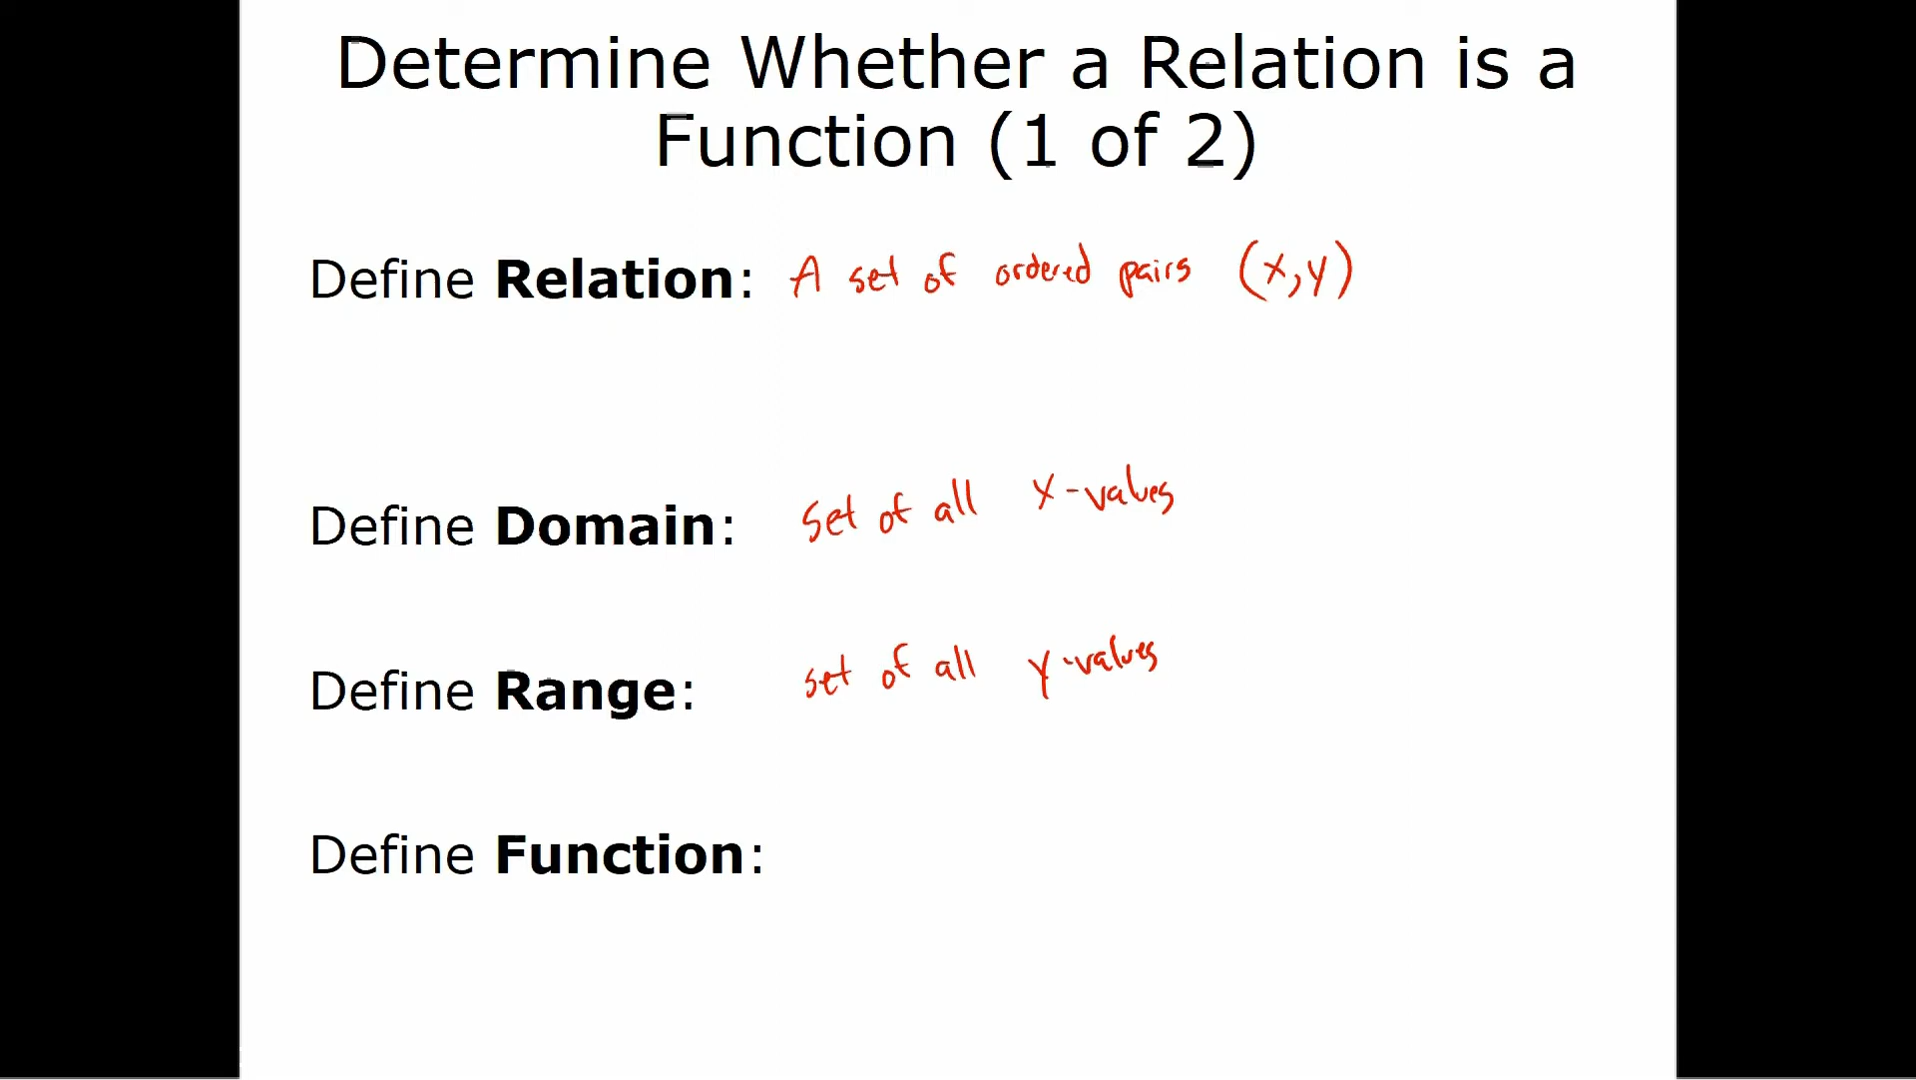 Determine Whether a Relation is a
Function (1 of 2)
Define Relation: A set of ordered pairs (x,y)
Define Domain: set of all x-values
Define Range: set of all y-values
Define Function: